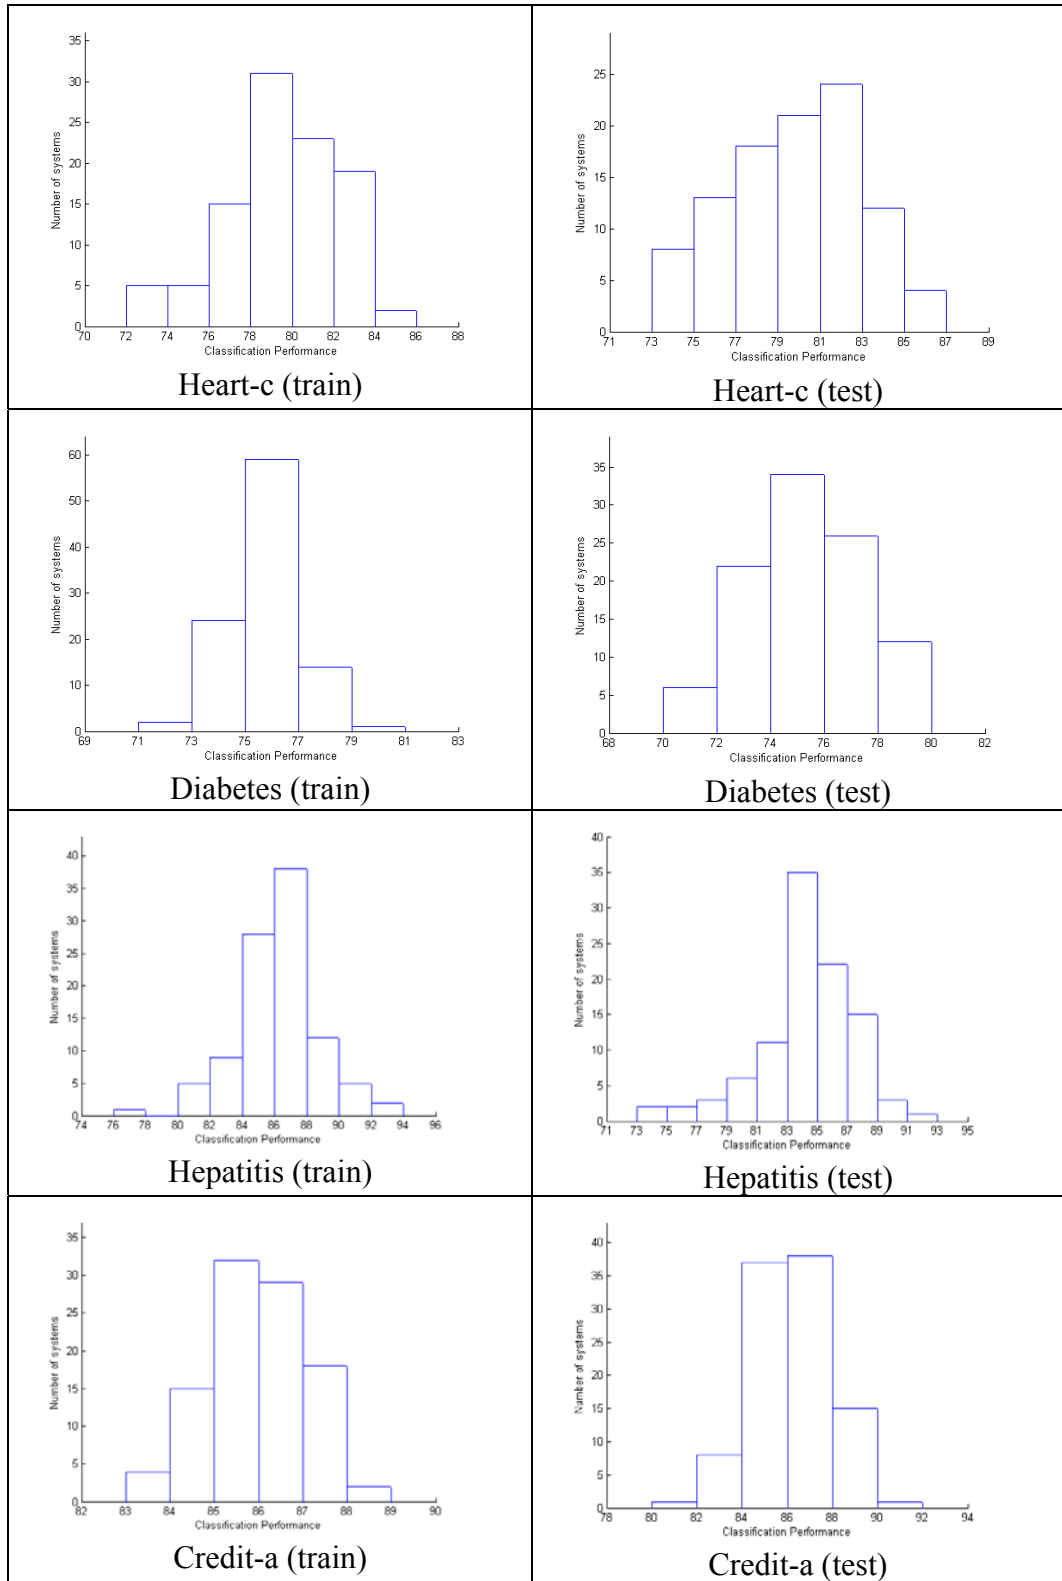 35
30
25
20
15
10
5
0
Number of systems
70 72 74 76 78 80 82 84 86 88
Classification Performance
Heart-c (train)
25
20
15
10
5
0
Number of systems
71 73 75 77 79 81 83 85 87 89
Classification Performance
Heart-c (test)
60
50
40
30
20
10
0
Number of systems
69 71 73 75 77 79 81 83
Classification Performance
Diabetes (train)
35
30
25
20
15
10
5
0
Number of systems
68 70 72 74 76 78 80 82
Classification Performance
Diabetes (test)
40
35
30
25
20
15
10
5
0
Number of systems
74 76 78 80 82 84 86 88 90 92 94 96
Classification Performance
Hepatitis (train)
40
35
30
25
20
15
10
5
0
Number of systems
71 73 75 77 79 81 83 85 87 89 91 93 95
Classification Performance
Hepatitis (test)
35
30
25
20
15
10
5
0
Number of systems
82 83 84 85 86 87 88 89 90
Classification Performance
Credit-a (train)
40
35
30
25
20
15
10
5
0
Number of systems
78 80 82 84 86 88 90 92 94
Classification Performance
Credit-a (test)